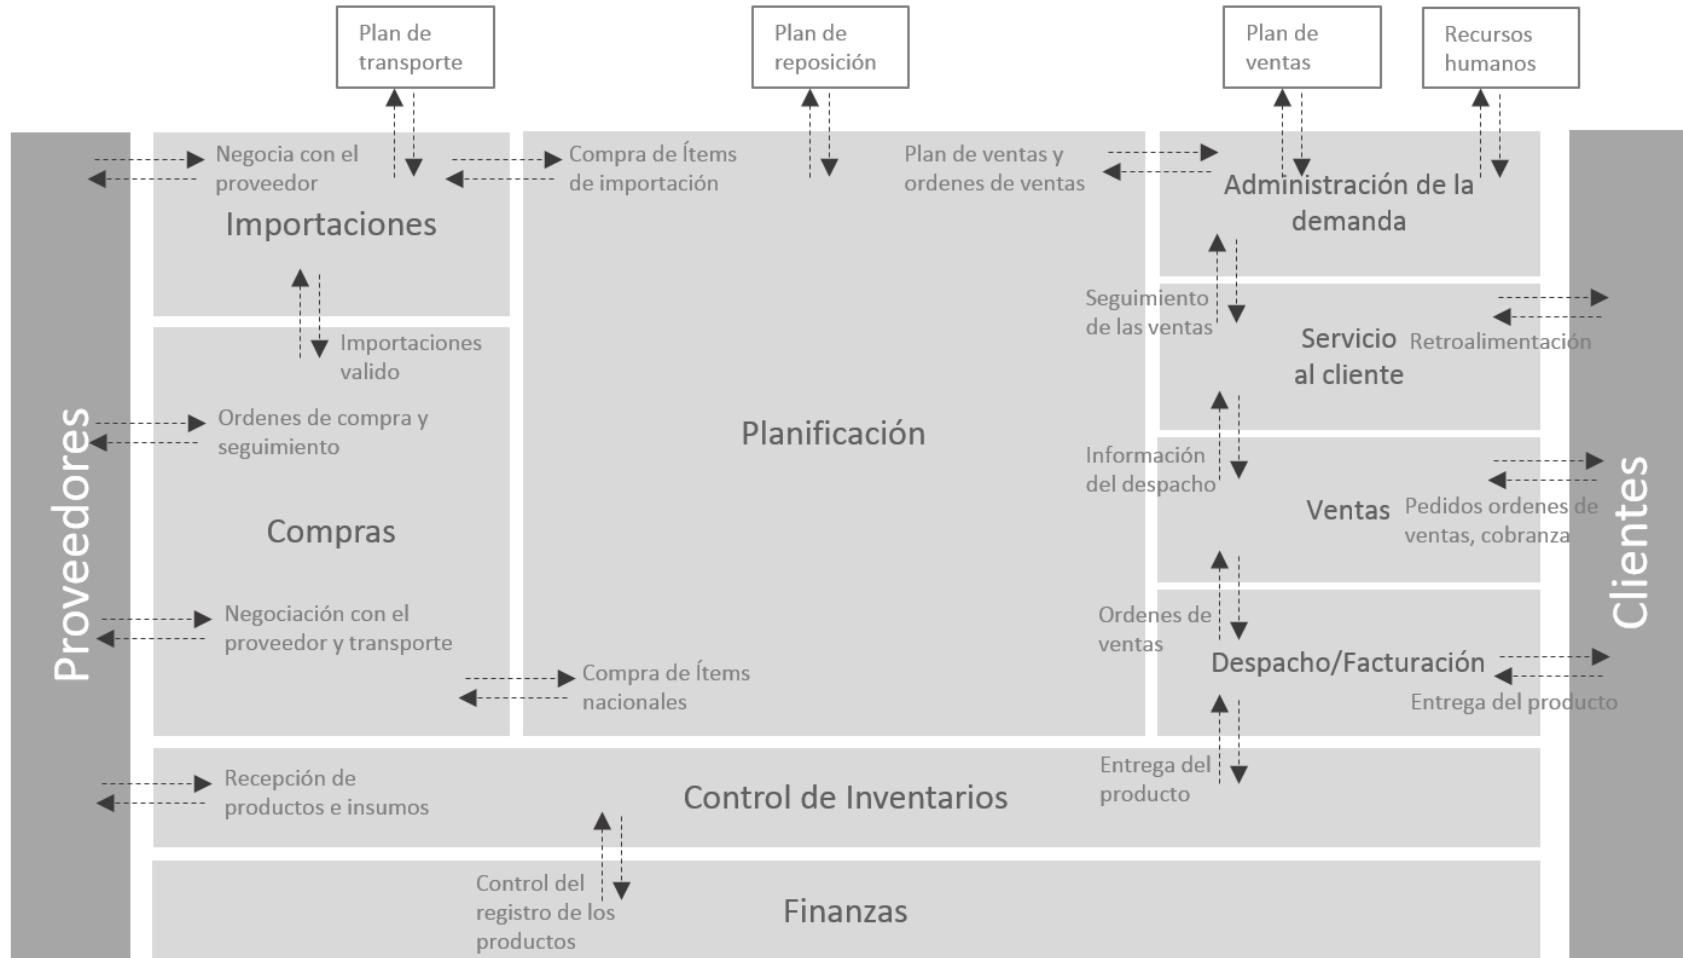 Plan de
transporte
Plan de
reposición
Plan de
ventas
Recursos
humanos
Proveedores
Negocia con el
proveedor
Importaciones
Compra de Ítems
de importación
Plan de ventas y
ordenes de ventas
Administración de la
demanda
Importaciones
valido
Ordenes de compra y
seguimiento
Compras
Negociación con el
proveedor y transporte
Compra de Ítems
nacionales
Planificación
Seguimiento
de las ventas
Servicio
al cliente
Retroalimentación
Información
del despacho
Ventas
Pedidos ordenes de
ventas, cobranza
Ordenes de
ventas
Despacho/Facturación
Entrega del producto
Clientes
Recepción de
productos e insumos
Control de Inventarios
Entrega del
producto
Control del
registro de los
productos
Finanzas